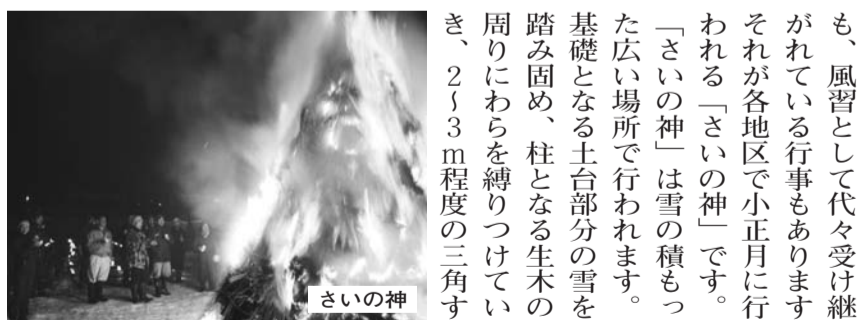 も、風習として代々受け継
がれている行事もあります
それが各地区で小正月に行
われる「さいの神」です。
「さいの神」は雪の積もっ
た広い場所で行われます。
基礎となる土台部分の雪を
踏み固め、柱となる生木の
周りにわらを縛りつけてい
き、2〜3m程度の三角す
さいの神